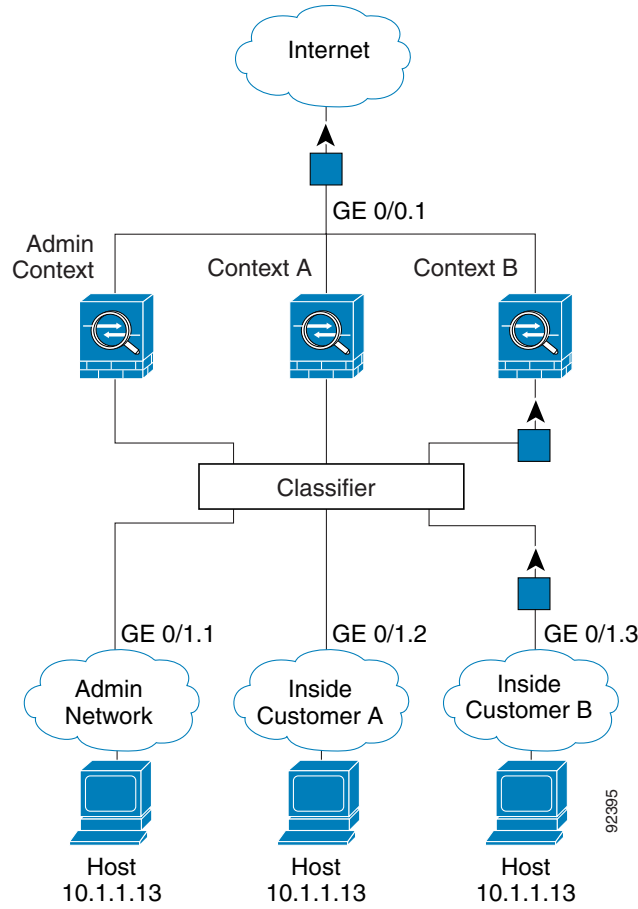 Internet
GE 0/0.1
Admin
Context
Context A
Context B
Classifier
GE 0/1.1
GE 0/1.2
GE 0/1.3
Admin
Network
Inside
Customer A
Inside
Customer B
92395
Host
10.1.1.13
Host
10.1.1.13
Host
10.1.1.13